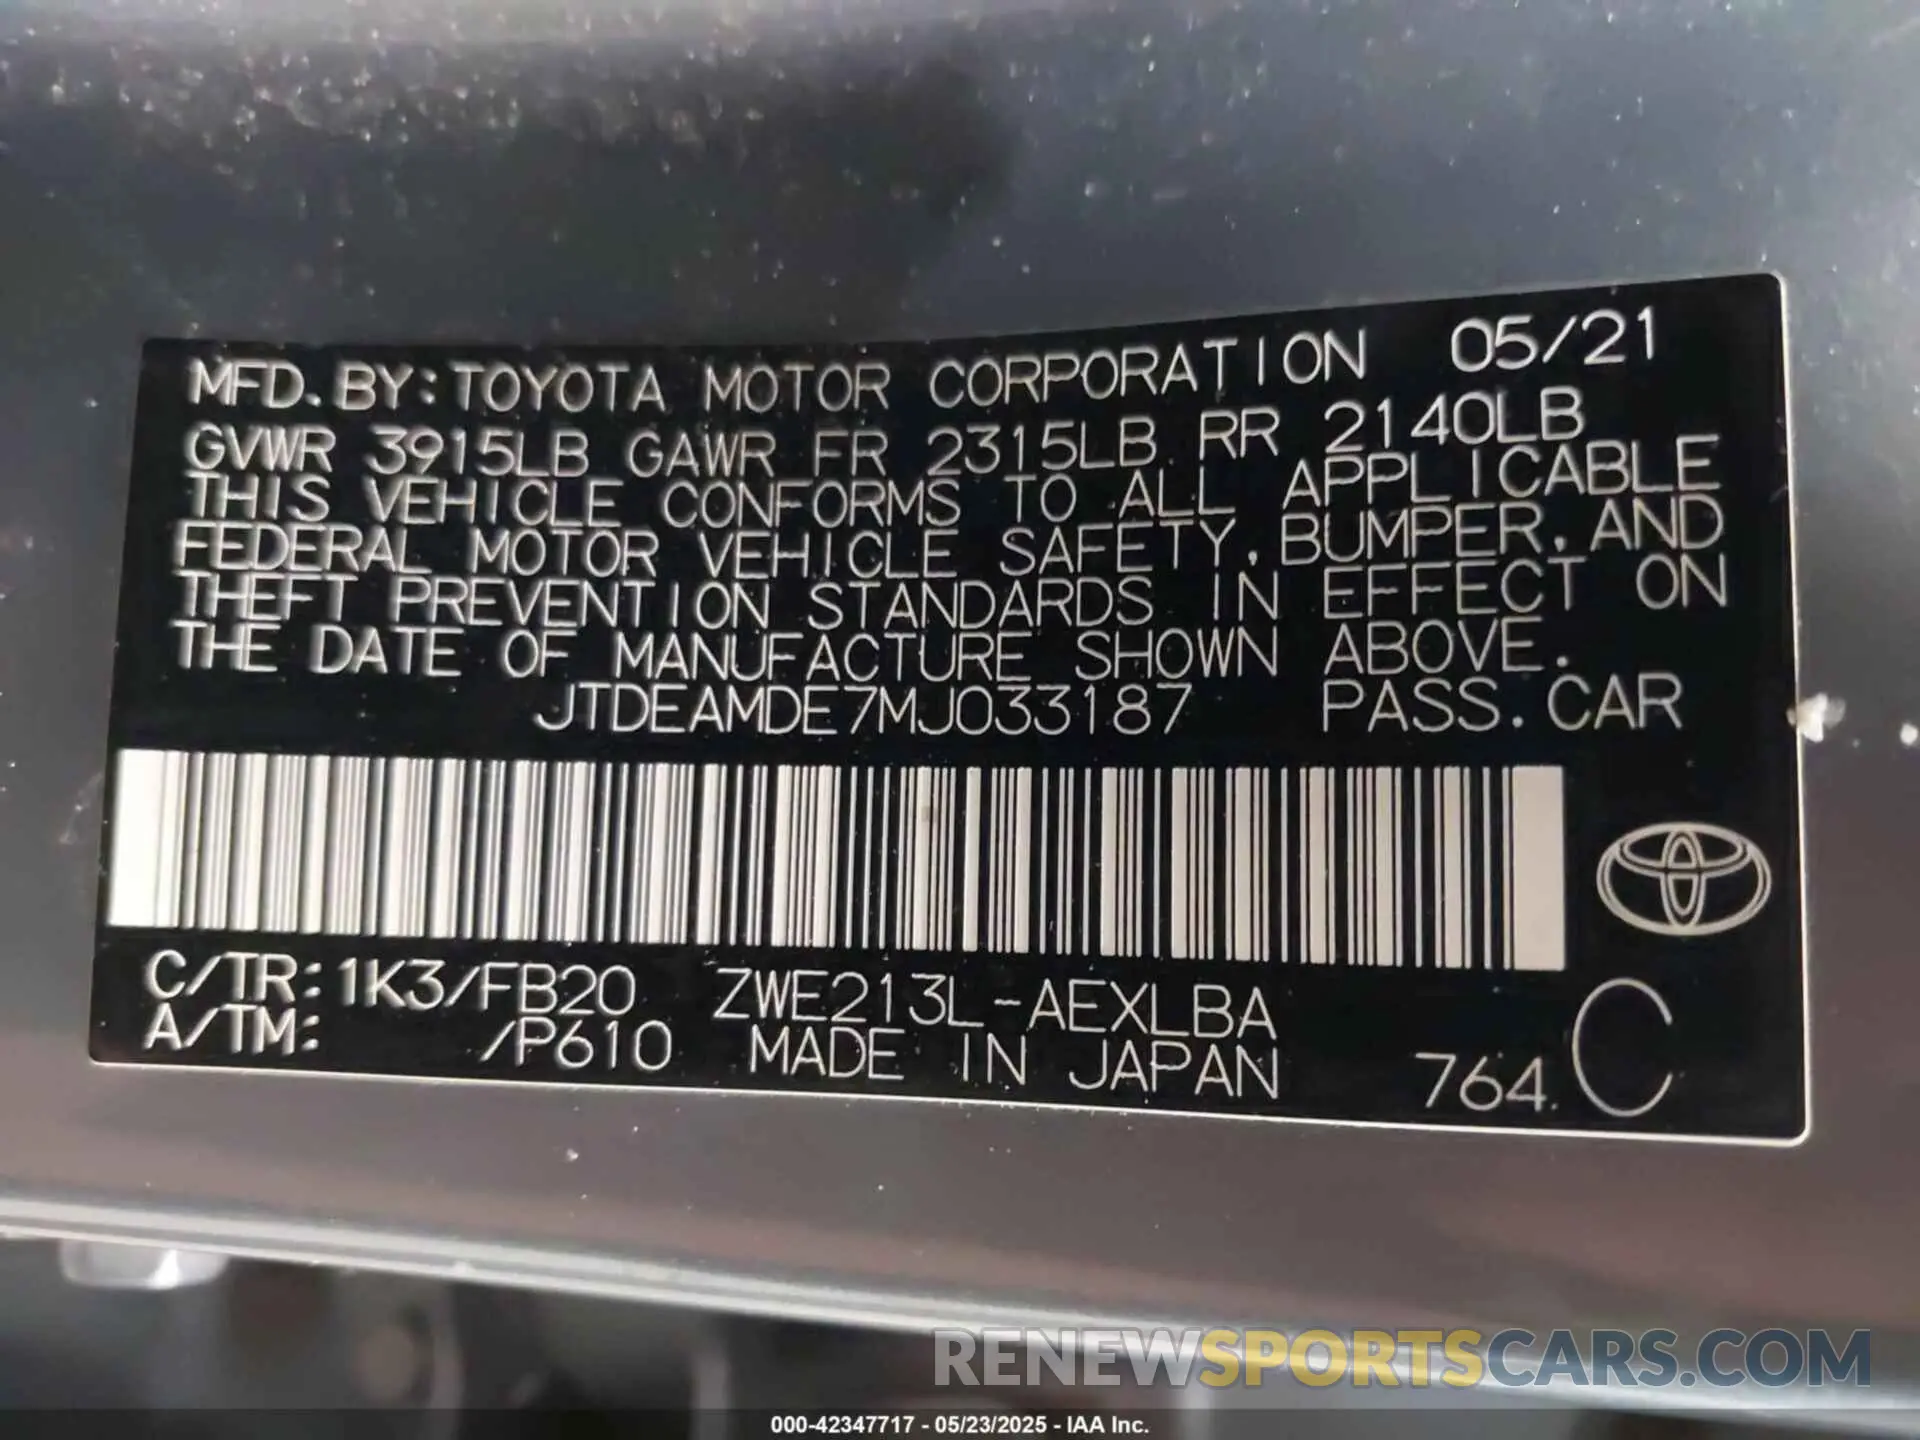 MFD. BY: TOYOTA MOTOR CORPORATION 05/21
GVWR 3915LB GAWR FR 2315LB RR 2140LB
THIS VEHICLE CONFORMS TO ALL APPLICABLE
FEDERAL MOTOR VEHICLE SAFETY, BUMPER, AND
THEFT PREVENTION STANDARDS IN EFFECT ON
THE DATE OF MANUFACTURE SHOWN ABOVE.
JTDEAMDE7MJ033187 PASS. CAR
C/TR: 1K3/FB20 ZWE213L-AEXLBA
A/TM: /P610 MADE IN JAPAN 764. C
RENEWSPORTSCARS.COM
000-42347717 - 05/23/2025 - IAA Inc.